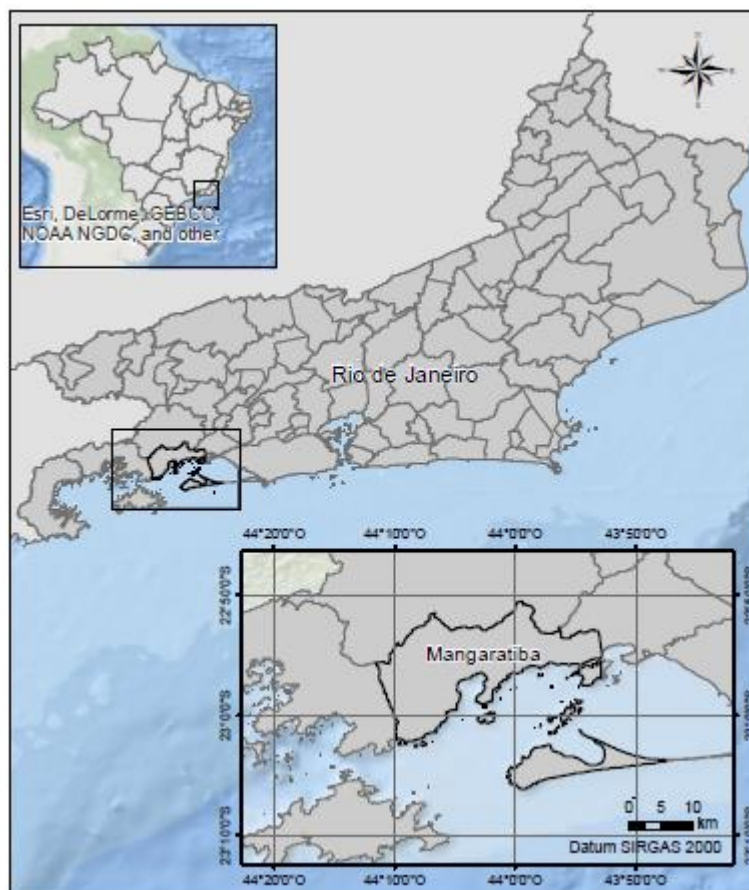 Esri, DeLorme, GEBCO,
NOAA NGDC, and other
Rio de Janeiro
44°20'0"O 44°10'0"O 44°0'0"O 43°50'0"O
22°50'0"S
Mangaratiba
23°0'0"S
0 5 10
km
23°10'0"S
Datum SIRGAS 2000
44°20'0"O 44°10'0"O 44°0'0"O 43°50'0"O